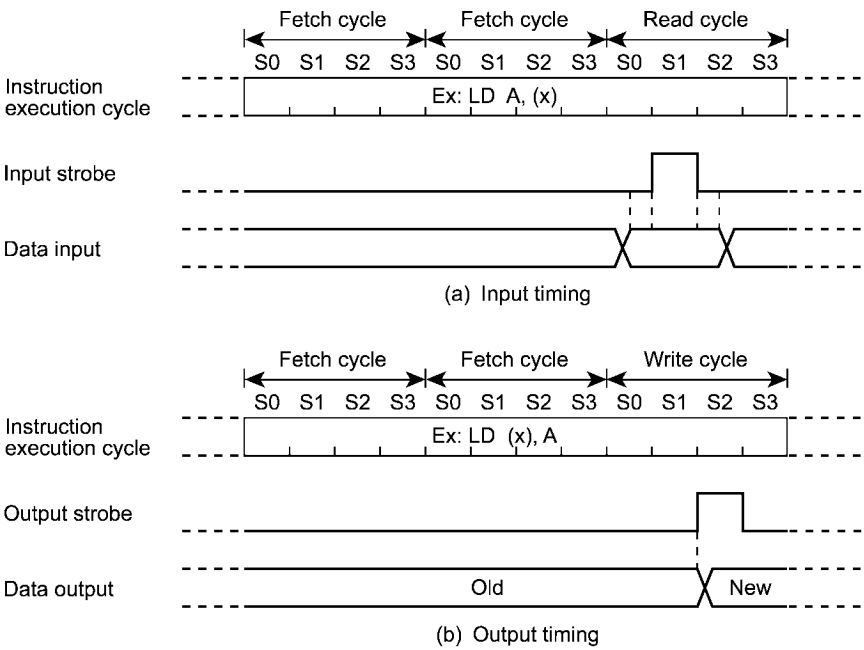 Fetch cycle Fetch cycle Read cycle
S0 S1 S2 S3 S0 S1 S2 S3 S0 S1 S2 S3
Instruction
execution cycle
Ex: LD A, (x)
Input strobe
Data input
(a) Input timing
Fetch cycle Fetch cycle Write cycle
S0 S1 S2 S3 S0 S1 S2 S3 S0 S1 S2 S3
Instruction
execution cycle
Ex: LD (x), A
Output strobe
Data output
Old
New
(b) Output timing